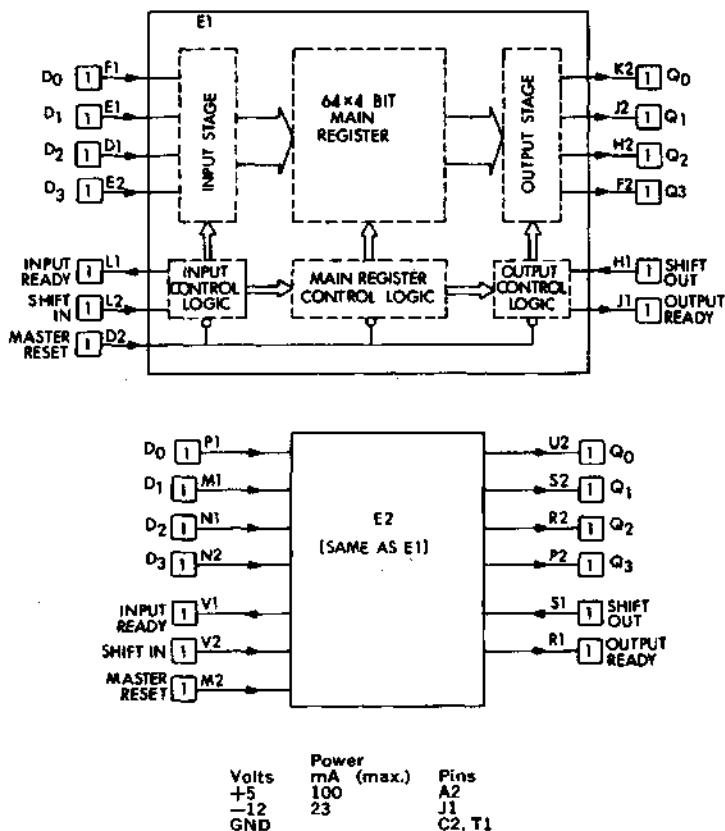 E1
D0 1 F1
D1 1 E1
D2 1 D1
D3 1 E2
INPUT STAGE
64×4 BIT
MAIN
REGISTER
OUTPUT STAGE
K2 1 Q0
J2 1 Q1
H2 1 Q2
F2 1 Q3
INPUT
READY 1 L1
SHIFT
IN 1 L2
MASTER
RESET 1 D2
INPUT
CONTROL
LOGIC
MAIN REGISTER
CONTROL LOGIC
OUTPUT
CONTROL
LOGIC
H1 1 SHIFT
OUT
J1 1 OUTPUT
READY
D0 1 P1
D1 1 M1
D2 1 N1
D3 1 N2
INPUT
READY 1 V1
SHIFT IN 1 V2
MASTER
RESET 1 M2
E2
[SAME AS E1]
U2 1 Q0
S2 1 Q1
R2 1 Q2
P2 1 Q3
S1 1 SHIFT
OUT
R1 1 OUTPUT
READY
Power
Volts mA (max.) Pins
+5 100 A2
−12 23 J1
GND C2, T1